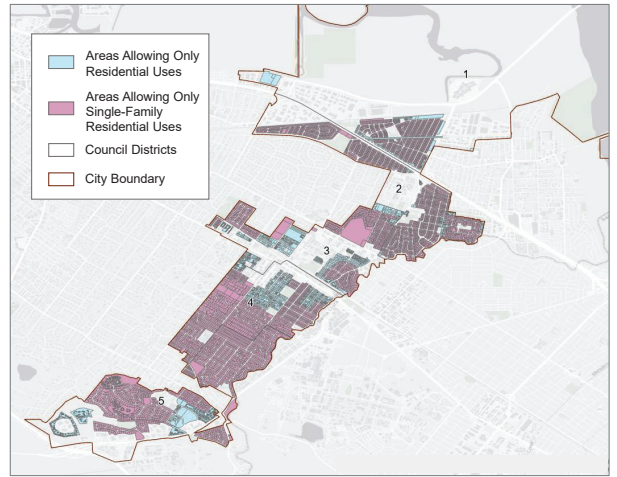 Areas Allowing Only
Residential Uses
Areas Allowing Only
Single-Family
Residential Uses
Council Districts
City Boundary
1
2
3
4
5